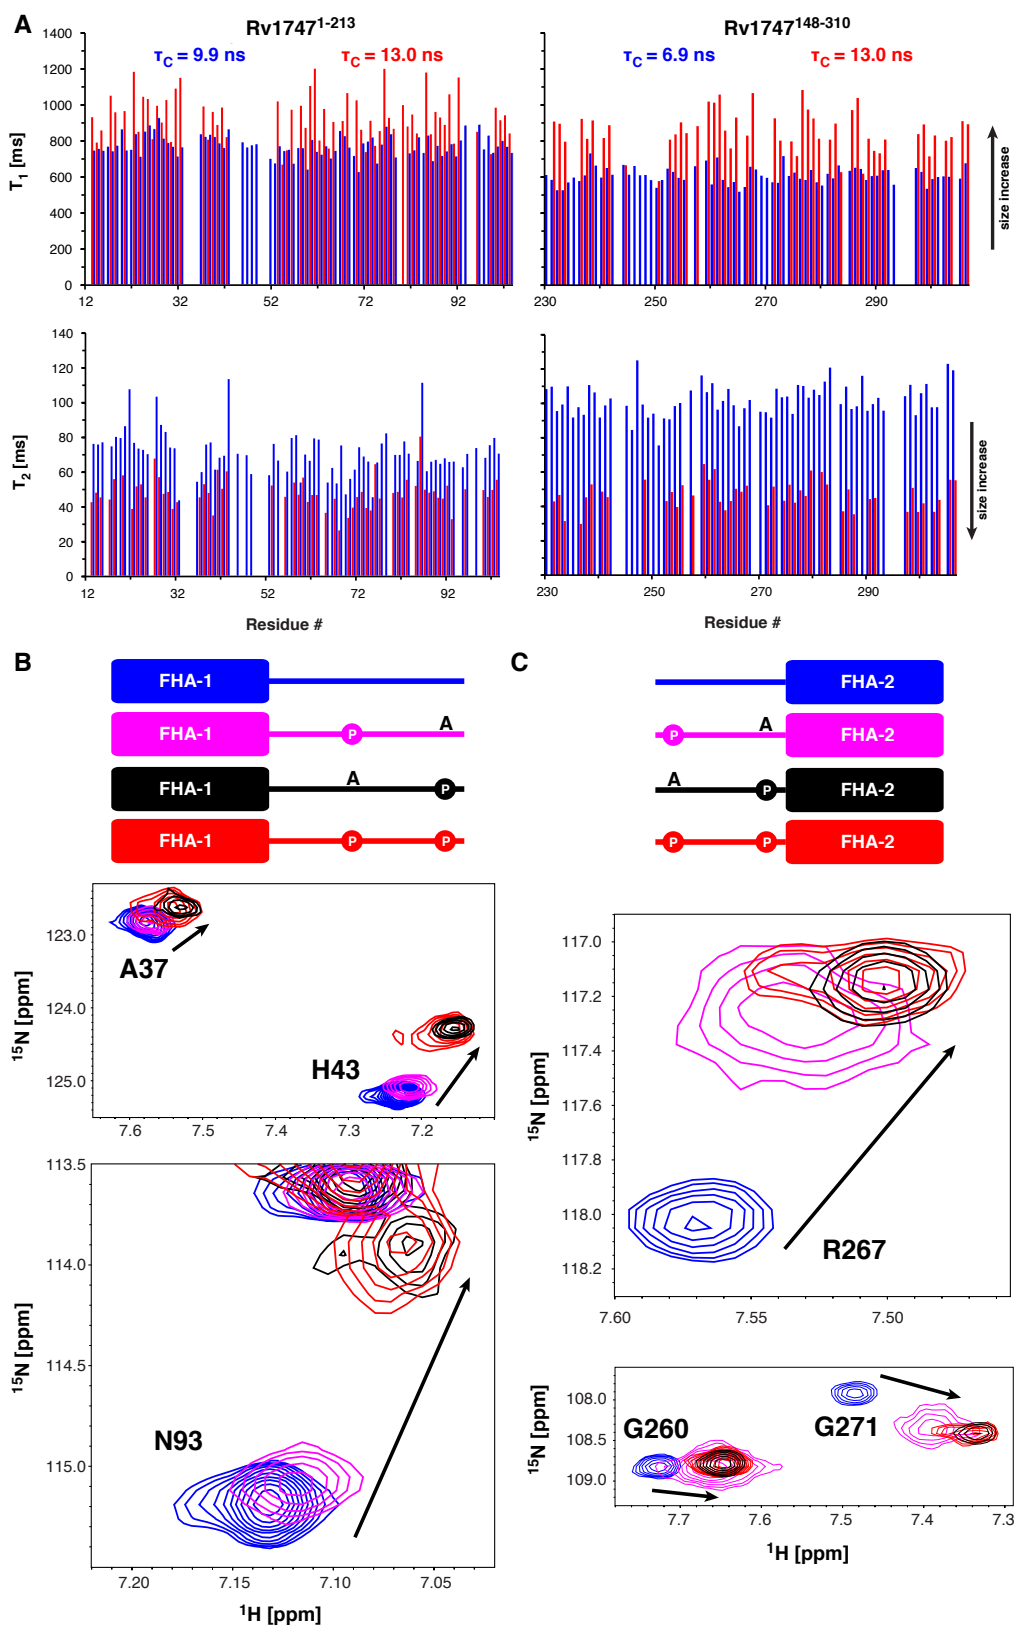 A
Rv1747¹⁻²¹³
Rv1747¹⁴⁸⁻³¹⁰
τC = 9.9 ns
τC = 13.0 ns
τC = 6.9 ns
τC = 13.0 ns
T1 [ms]
1400
1200
1000
800
600
400
200
0
12 32 52 72 92
230 250 270 290
size increase
T2 [ms]
140
120
100
80
60
40
20
0
12 32 52 72 92
230 250 270 290
size increase
Residue #
Residue #
B
FHA-1
FHA-1 P A
FHA-1 A P
FHA-1 P P
C
FHA-2
P A FHA-2
A P FHA-2
P P FHA-2
¹⁵N [ppm]
123.0
124.0
125.0
A37
H43
7.6 7.5 7.4 7.3 7.2
¹⁵N [ppm]
113.5
114.0
114.5
115.0
N93
7.20 7.15 7.10 7.05
¹H [ppm]
¹⁵N [ppm]
117.0
117.2
117.4
117.6
117.8
118.0
118.2
R267
7.60 7.55 7.50
¹⁵N [ppm]
108.0
108.5
109.0
G260
G271
7.7 7.6 7.5 7.4 7.3
¹H [ppm]